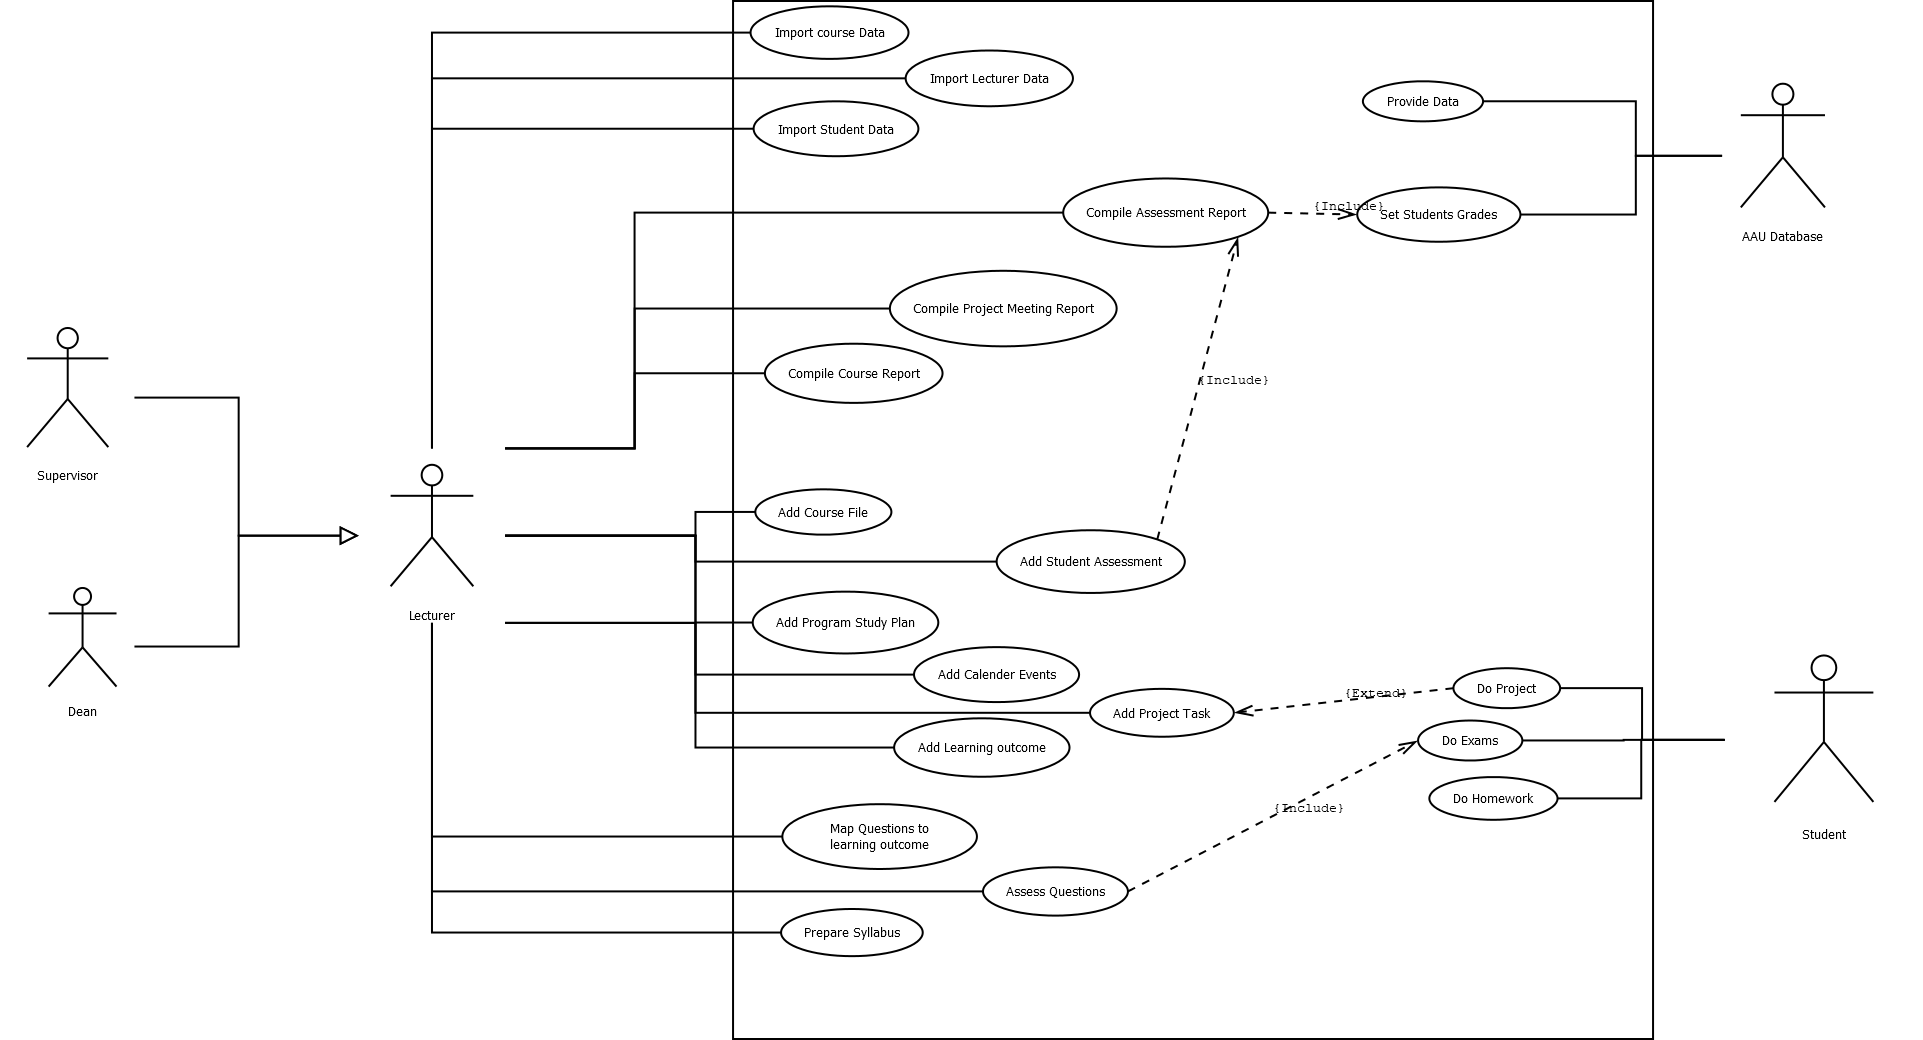 Import course Data
Import Lecturer Data
Provide Data
Import Student Data
{Include}
Compile Assessment Report
Set Students Grades
AAU Database
Compile Project Meeting Report
Compile Course Report
{Include}
Supervisor
Add Course File
Add Student Assessment
Lecturer
Add Program Study Plan
Add Calender Events
Do Project
{Extend}
Dean
Add Project Task
Do Exams
Add Learning outcome
Do Homework
{Include}
Map Questions to
learning outcome
Student
Assess Questions
Prepare Syllabus